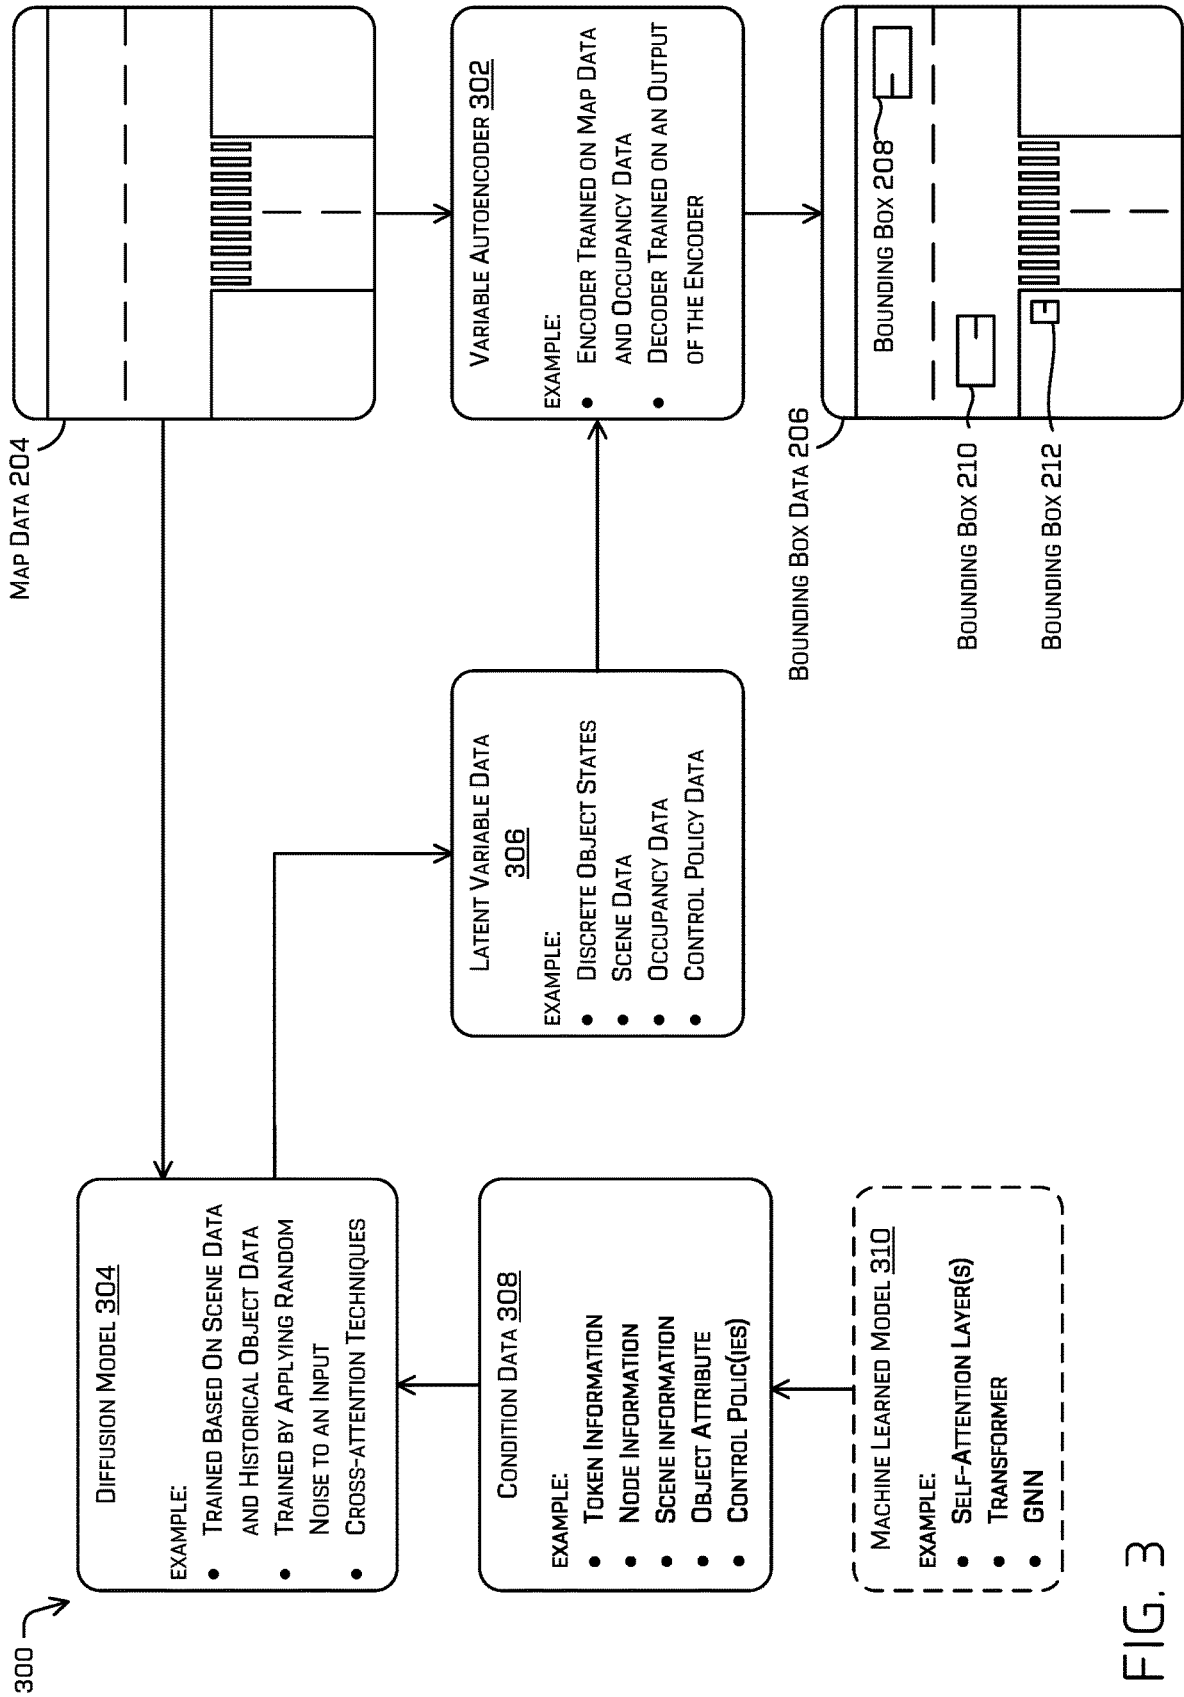 300
DIFFUSION MODEL 304
EXAMPLE:
• TRAINED BASED ON SCENE DATA
AND HISTORICAL OBJECT DATA
• TRAINED BY APPLYING RANDOM
NOISE TO AN INPUT
• CROSS-ATTENTION TECHNIQUES
MAP DATA 204
CONDITION DATA 308
EXAMPLE:
• TOKEN INFORMATION
• NODE INFORMATION
• SCENE INFORMATION
• OBJECT ATTRIBUTE
• CONTROL POLIC(IES)
LATENT VARIABLE DATA
306
EXAMPLE:
• DISCRETE OBJECT STATES
• SCENE DATA
• OCCUPANCY DATA
• CONTROL POLICY DATA
VARIABLE AUTOENCODER 302
EXAMPLE:
• ENCODER TRAINED ON MAP DATA
AND OCCUPANCY DATA
• DECODER TRAINED ON AN OUTPUT
OF THE ENCODER
MACHINE LEARNED MODEL 310
EXAMPLE:
• SELF-ATTENTION LAYER(S)
• TRANSFORMER
• GNN
BOUNDING BOX DATA 206
BOUNDING BOX 208
BOUNDING BOX 210
BOUNDING BOX 212
FIG. 3